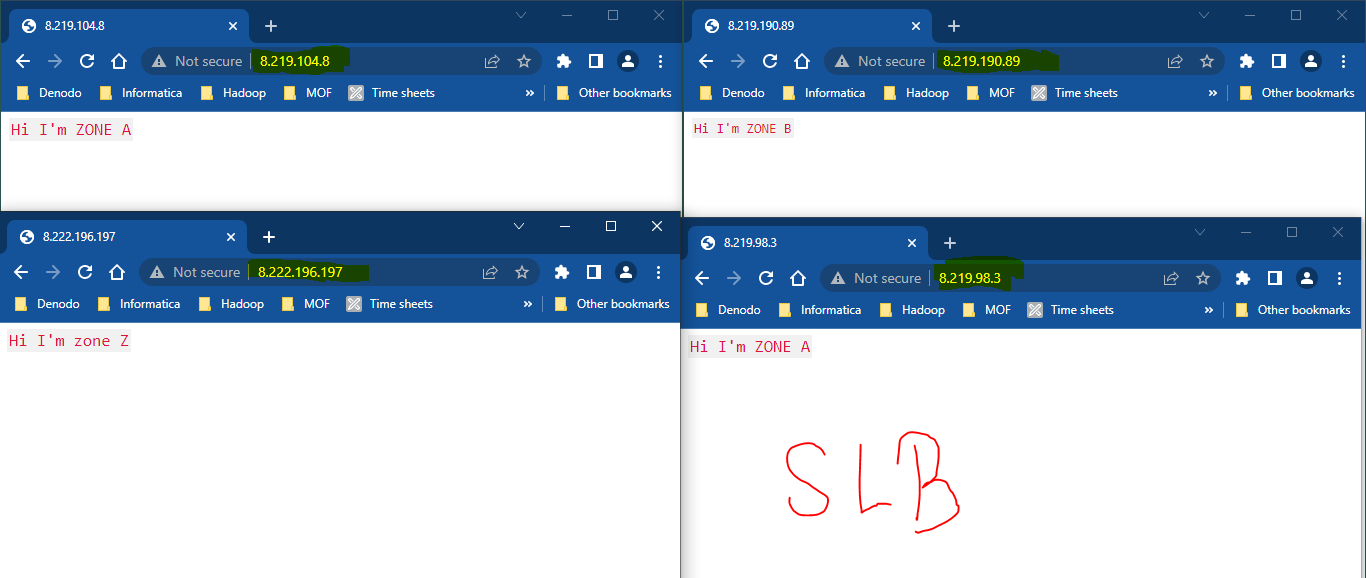 8.219.104.8
Not secure 8.219.104.8
Denodo Informatica Hadoop MOF Time sheets » Other bookmarks
Hi I'm ZONE A
8.219.190.89
Not secure 8.219.190.89
Denodo Informatica Hadoop MOF Time sheets » Other bookmarks
Hi I'm ZONE B
8.222.196.197
Not secure 8.222.196.197
Denodo Informatica Hadoop MOF Time sheets » Other bookmarks
Hi I'm zone Z
8.219.98.3
Not secure 8.219.98.3
Denodo Informatica Hadoop MOF Time sheets » Other bookmarks
Hi I'm ZONE A
SLB